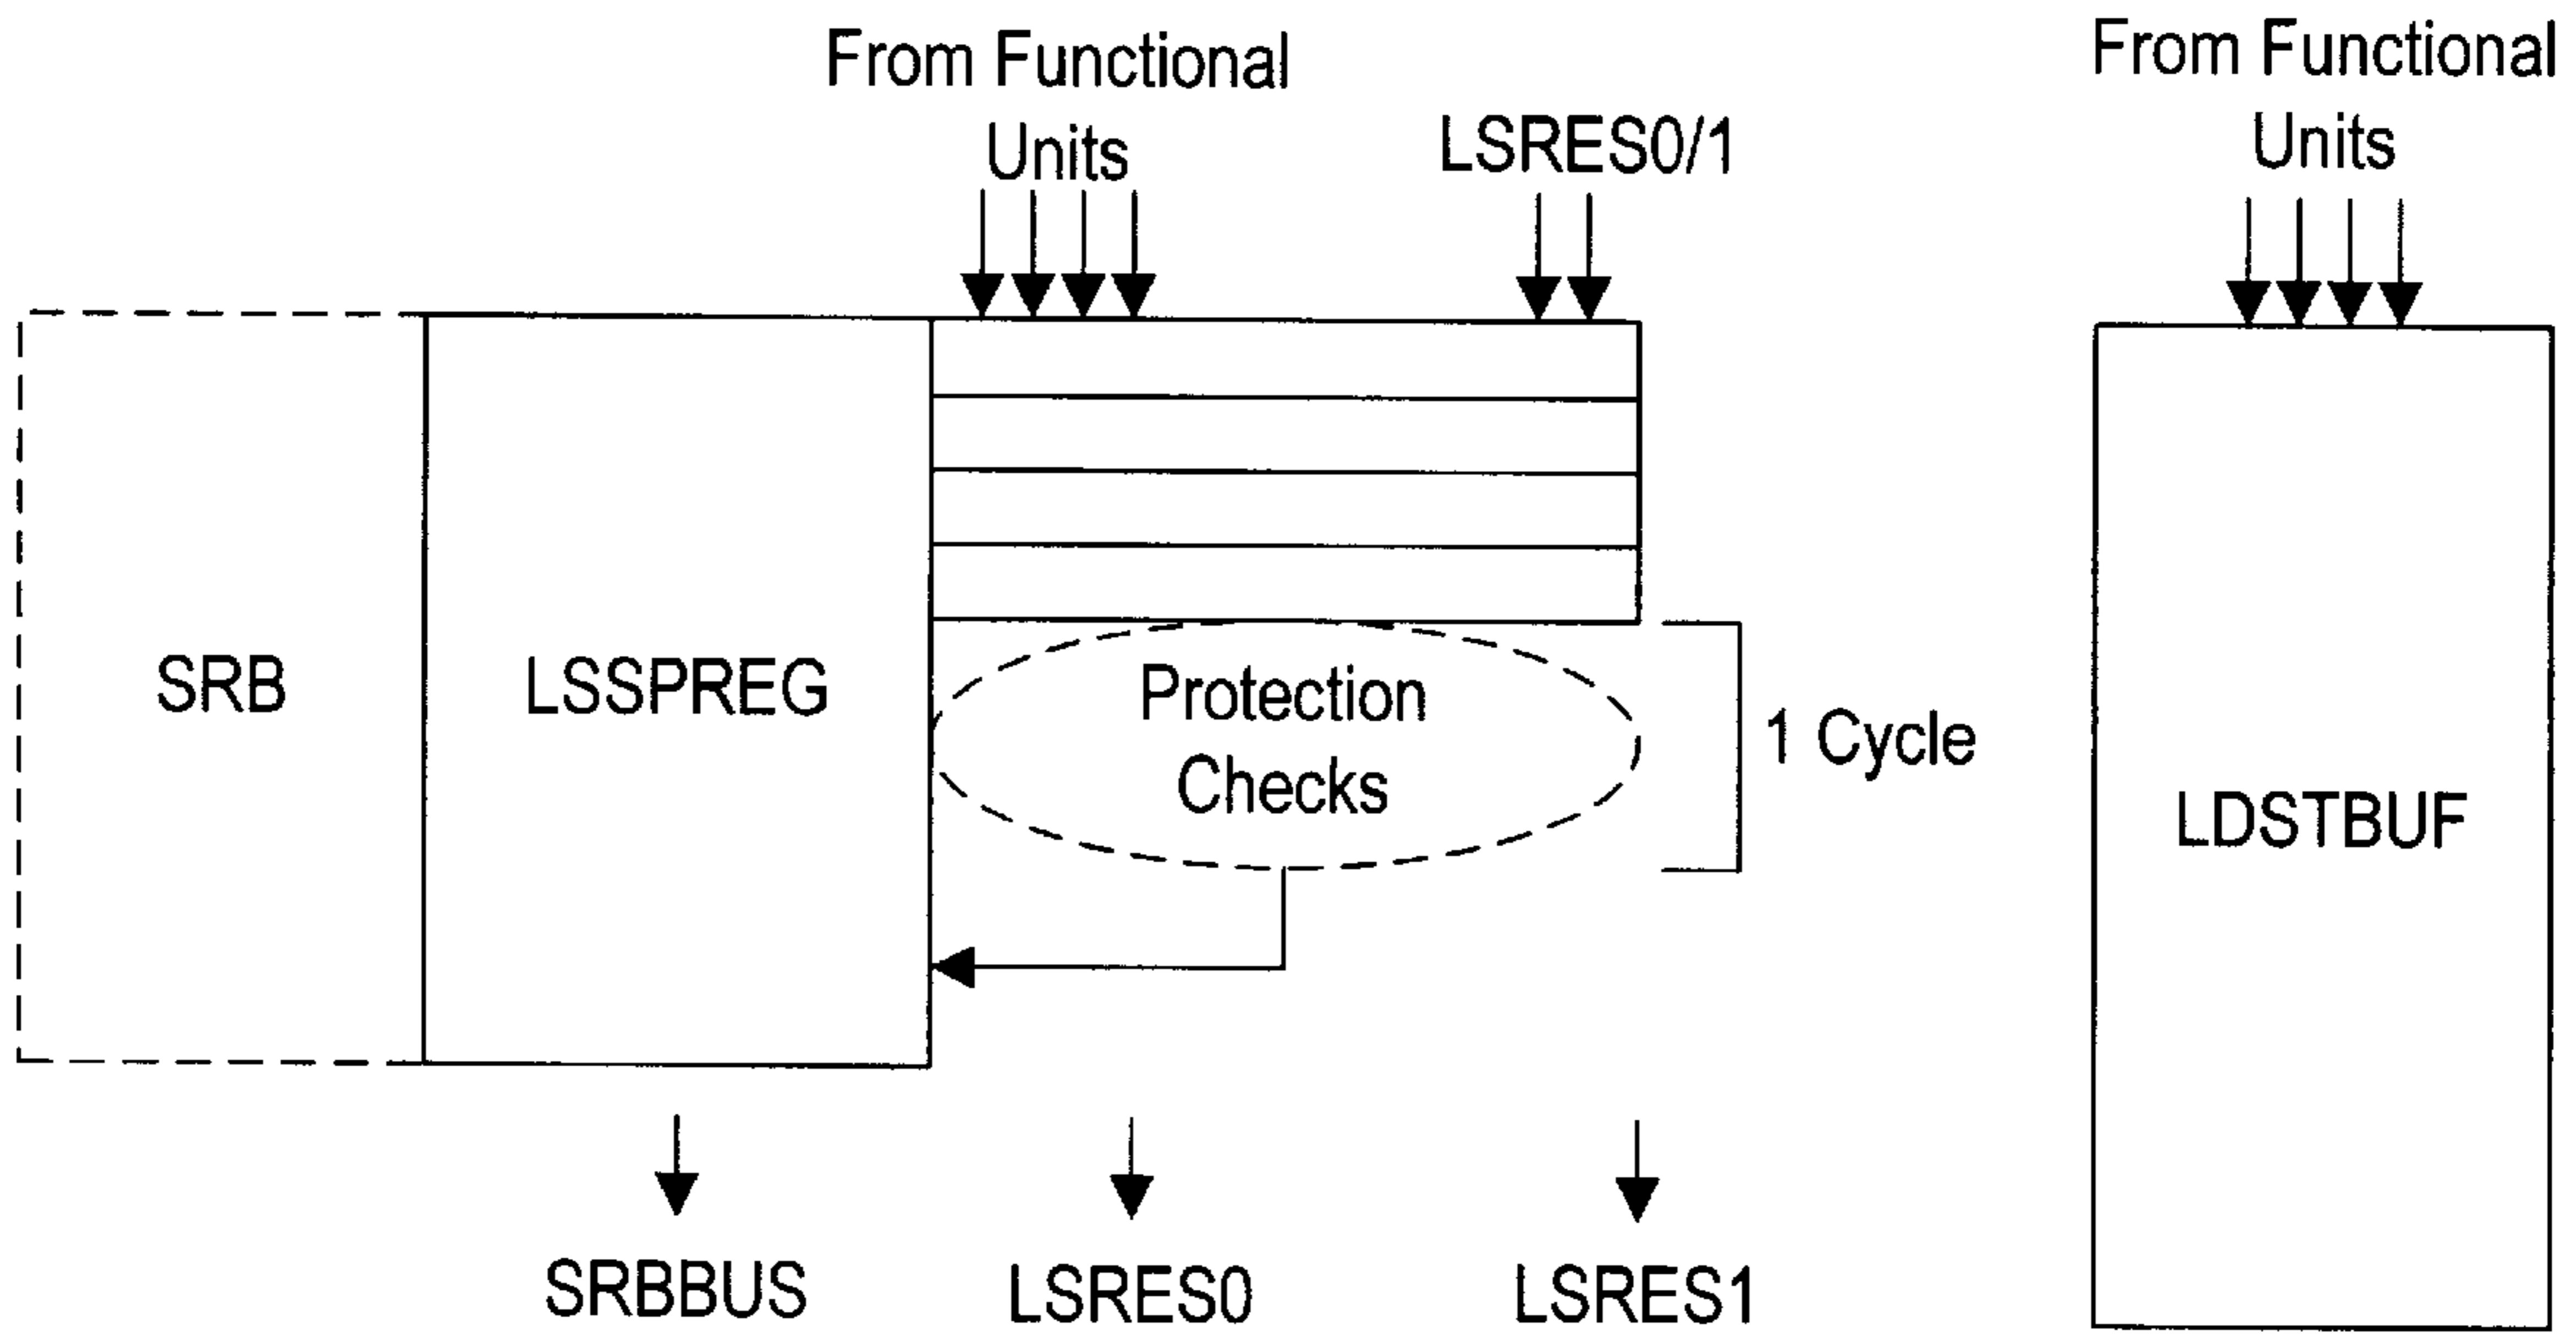 From Functional
Units
LSRES0/1
From Functional
Units
SRB
LSSPREG
Protection
Checks
1 Cycle
LDSTBUF
SRBBUS
LSRES0
LSRES1